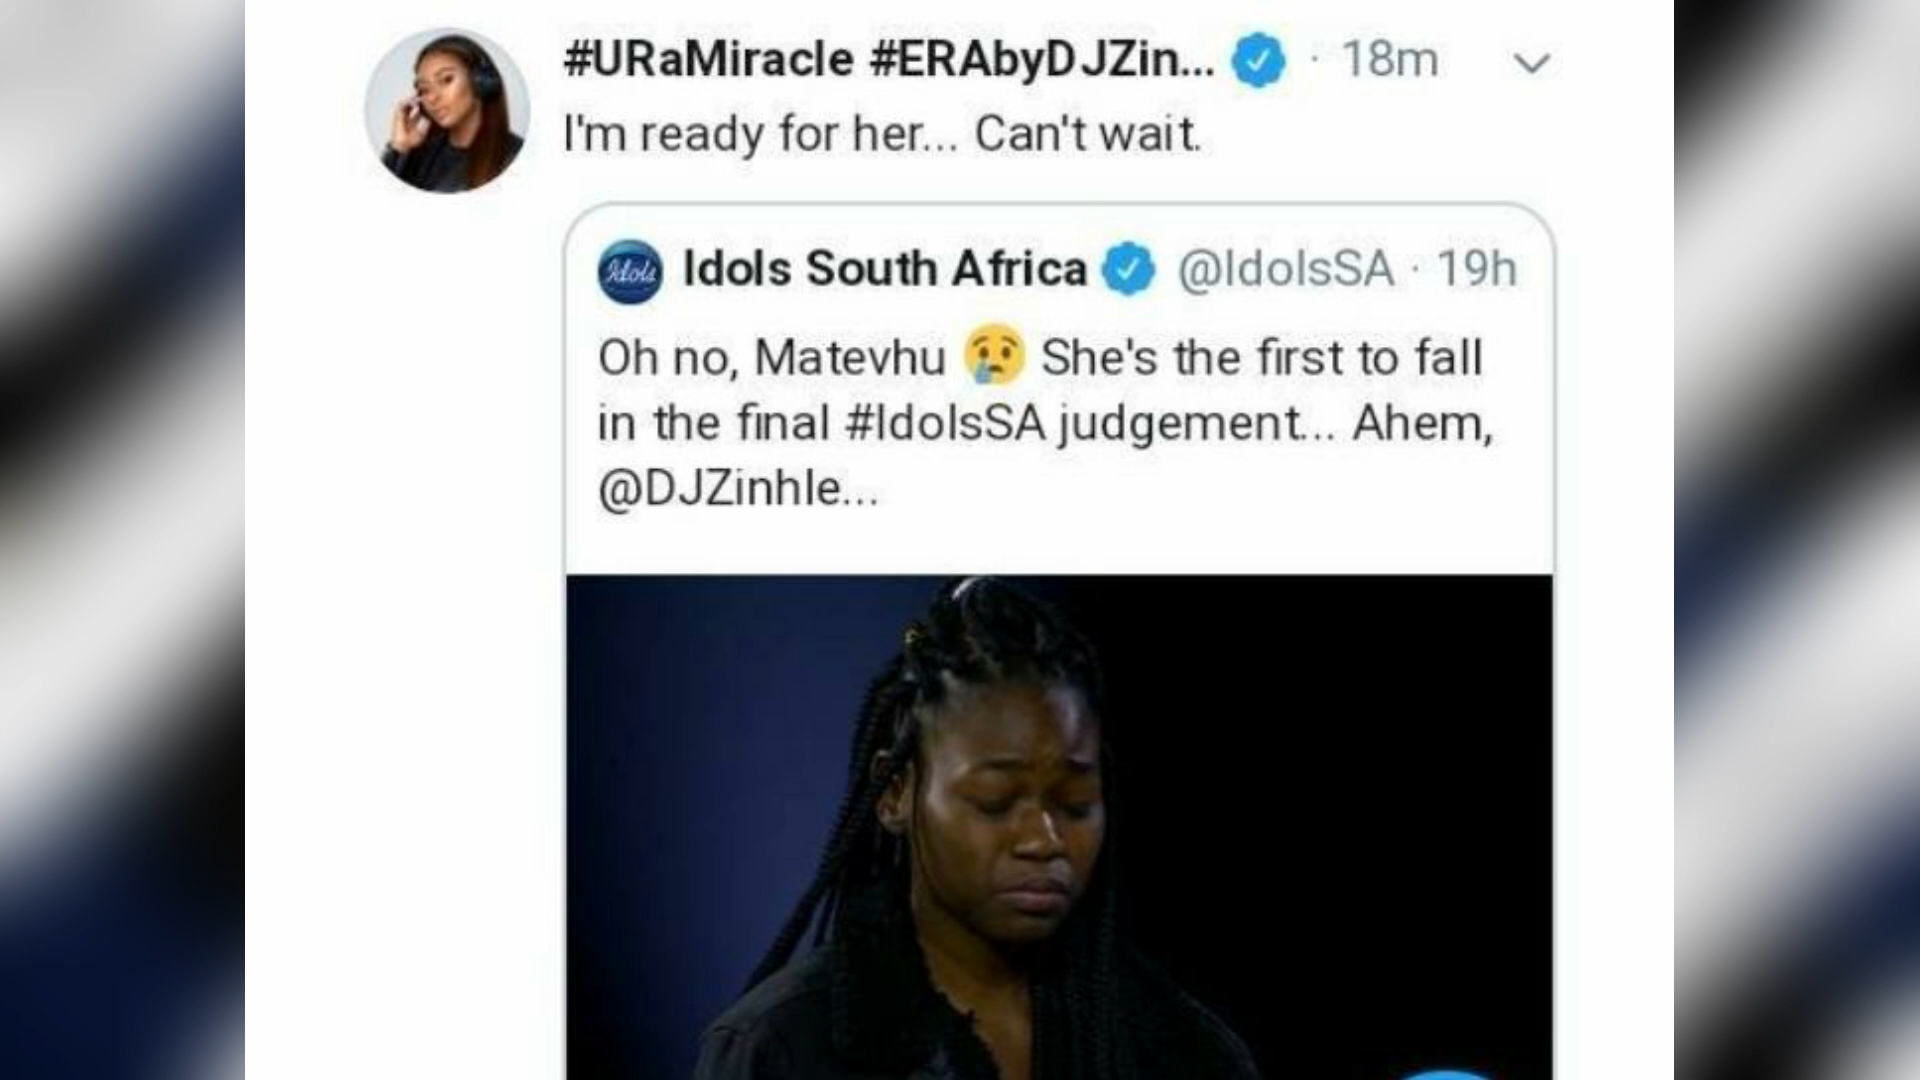 #URaMiracle #ERAbyDJZin... · 18m
I'm ready for her... Can't wait.
Idols
Idols South Africa @IdolsSA · 19h
Oh no, Matevhu 😢 She's the first to fall
in the final #IdolsSA judgement... Ahem,
@DJZinhle...